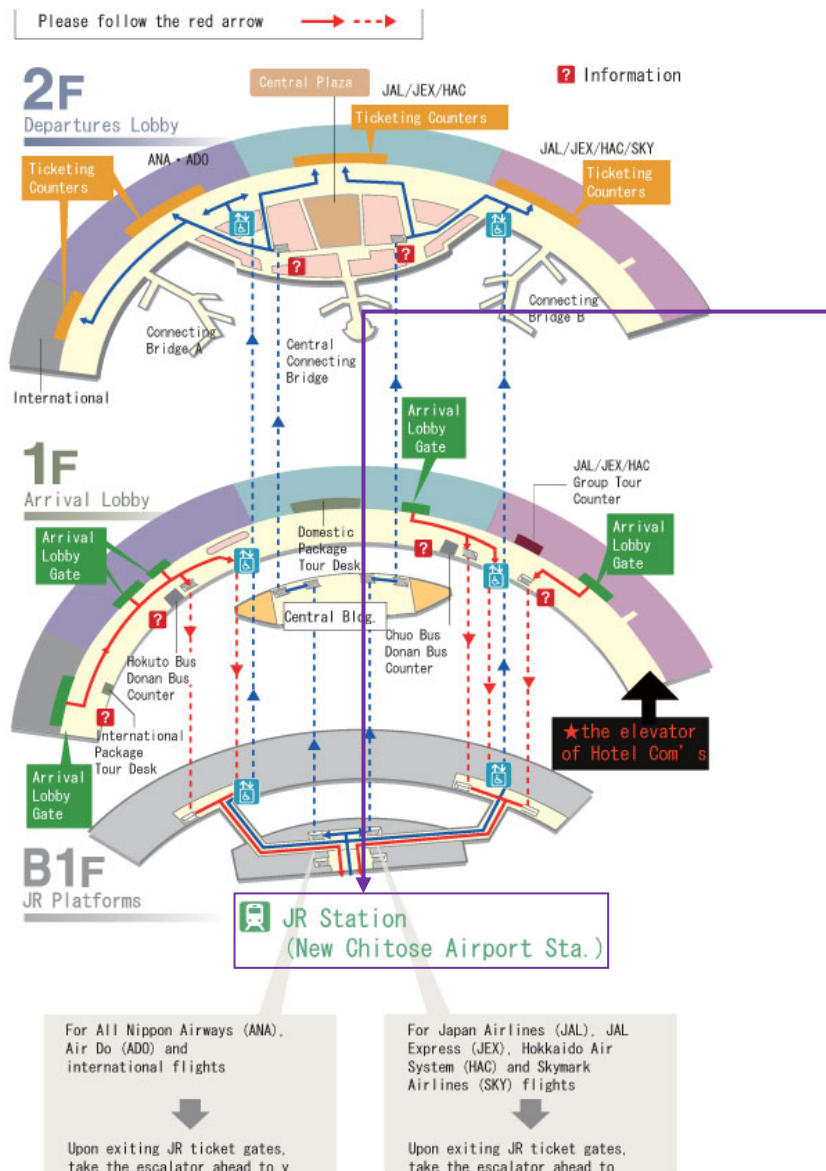 Please follow the red arrow
2F
Departures Lobby
Central Plaza
JAL/JEX/HAC
Ticketing Counters
? Information
ANA・ADO
Ticketing
Counters
JAL/JEX/HAC/SKY
Ticketing
Counters
?
?
Connecting
Bridge A
Central
Connecting
Bridge
Connecting
Bridge B
International
1F
Arrival Lobby
Arrival
Lobby
Gate
JAL/JEX/HAC
Group Tour
Counter
Arrival
Lobby
Gate
Domestic
Package
Tour Desk
Arrival
Lobby
Gate
?
?
?
Central Bldg.
Hokuto Bus
Donan Bus
Counter
Chuo Bus
Donan Bus
Counter
?
International
Package
Tour Desk
Arrival
Lobby
Gate
★the elevator
of Hotel Com's
B1F
JR Platforms
JR Station
(New Chitose Airport Sta.)
For All Nippon Airways (ANA),
Air Do (ADO) and
international flights
Upon exiting JR ticket gates,
take the escalator ahead to y
For Japan Airlines (JAL), JAL
Express (JEX), Hokkaido Air
System (HAC) and Skymark
Airlines (SKY) flights
Upon exiting JR ticket gates,
take the escalator ahead to